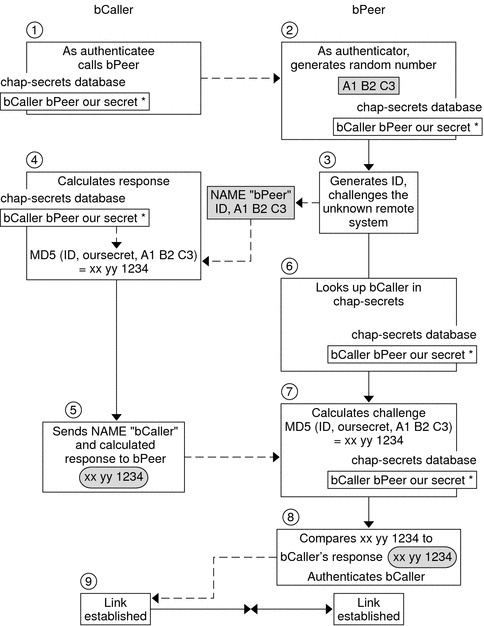 bCaller
bPeer
1
As authenticatee
calls bPeer
chap-secrets database
bCaller bPeer our secret *
2
As authenticator,
generates random number
A1 B2 C3
chap-secrets database
bCaller bPeer our secret *
3
Generates ID,
challenges the
unknown remote
system
NAME "bPeer"
ID, A1 B2 C3
4
Calculates response
chap-secrets database
bCaller bPeer our secret *
MD5 (ID, oursecret, A1 B2 C3)
= xx yy 1234
5
Sends NAME "bCaller"
and calculated
response to bPeer
xx yy 1234
6
Looks up bCaller in
chap-secrets
chap-secrets database
bCaller bPeer our secret *
7
Calculates challenge
MD5 (ID, oursecret, A1 B2 C3)
= xx yy 1234
chap-secrets database
bCaller bPeer our secret *
8
Compares xx yy 1234 to
bCaller's response xx yy 1234
Authenticates bCaller
9
Link
established
Link
established